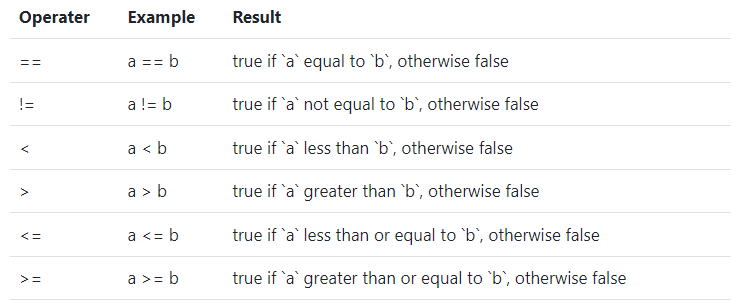 Operater Example Result
== a == b true if `a` equal to `b`, otherwise false
!= a != b true if `a` not equal to `b`, otherwise false
< a < b true if `a` less than `b`, otherwise false
> a > b true if `a` greater than `b`, otherwise false
<= a <= b true if `a` less than or equal to `b`, otherwise false
>= a >= b true if `a` greater than or equal to `b`, otherwise false